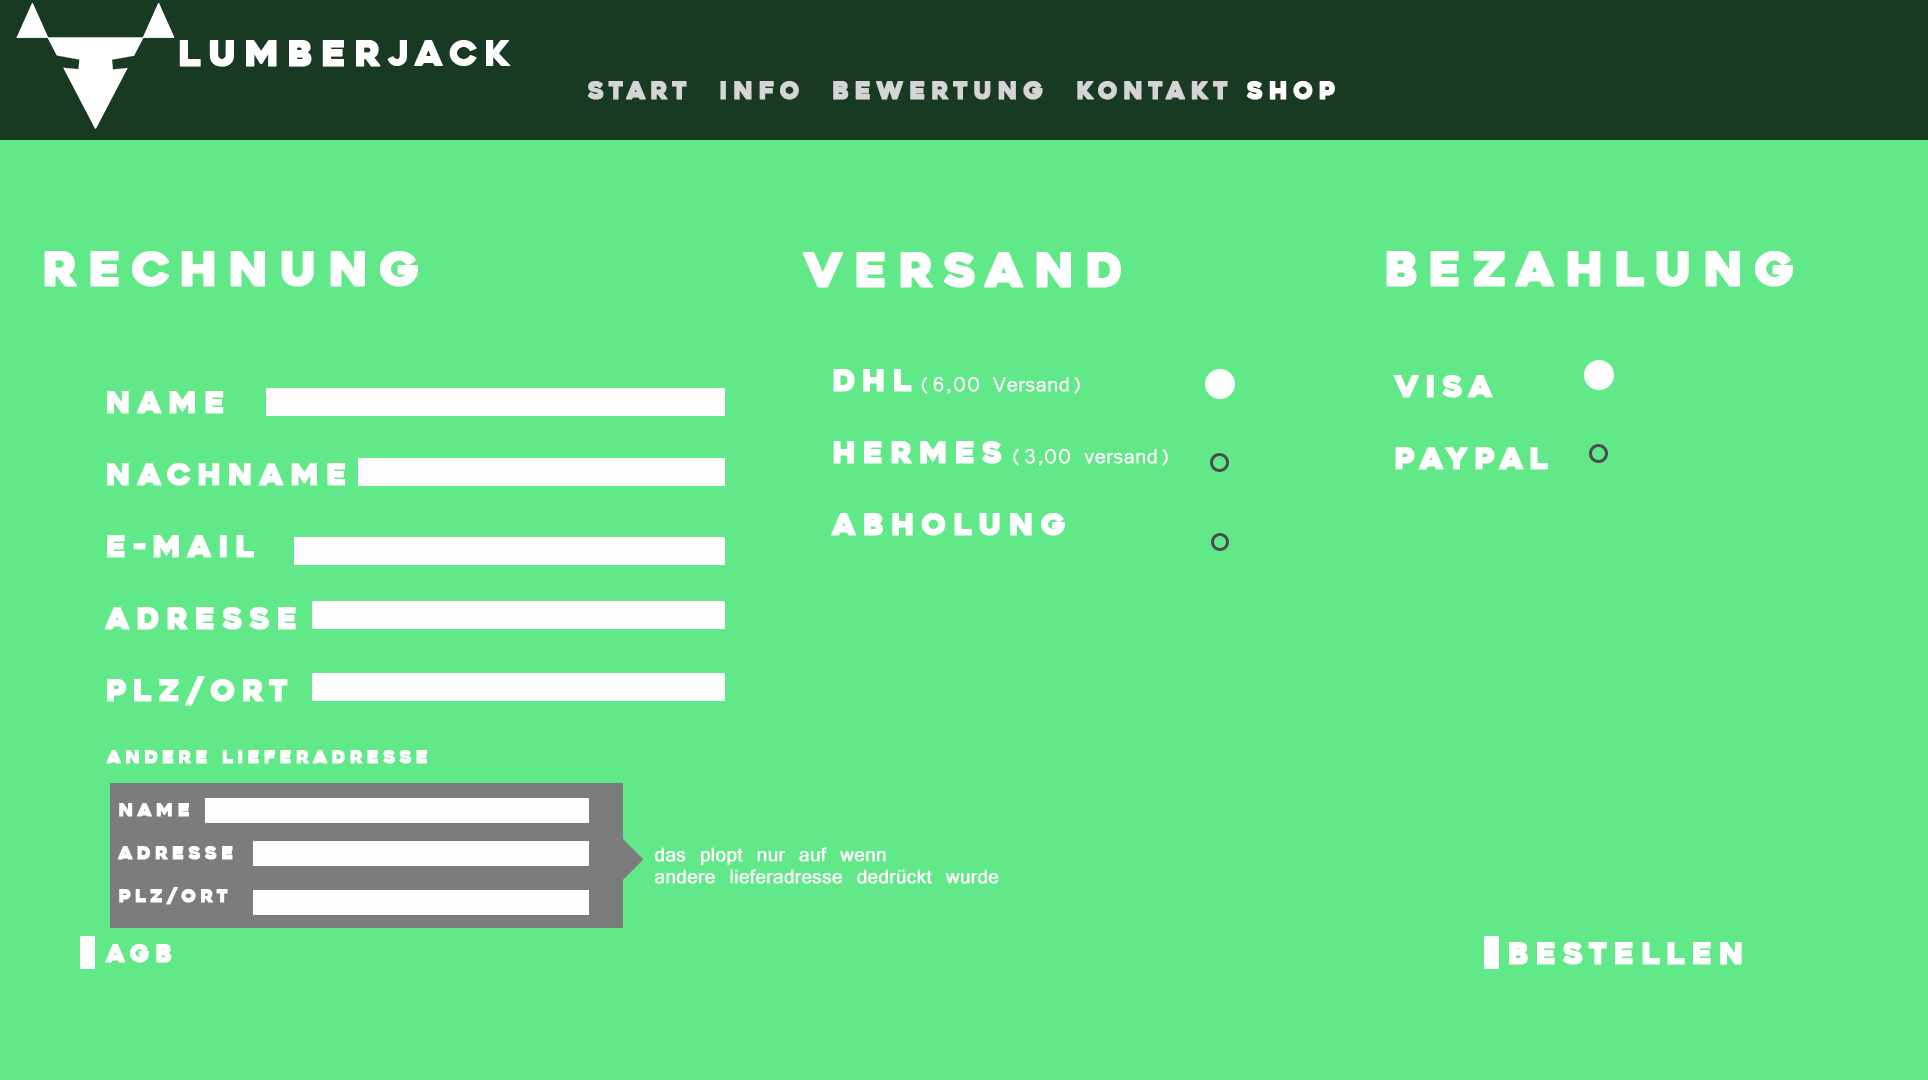 LUMBERJACK
START INFO BEWERTUNG KONTAKT SHOP
RECHNUNG
NAME
NACHNAME
E-MAIL
ADRESSE
PLZ/ORT
ANDERE LIEFERADRESSE
NAME
ADRESSE
PLZ/ORT
das plopt nur auf wenn
andere lieferadresse dedrückt wurde
AGB
VERSAND
DHL (6,00 Versand)
HERMES (3,00 versand)
ABHOLUNG
BEZAHLUNG
VISA
PAYPAL
BESTELLEN